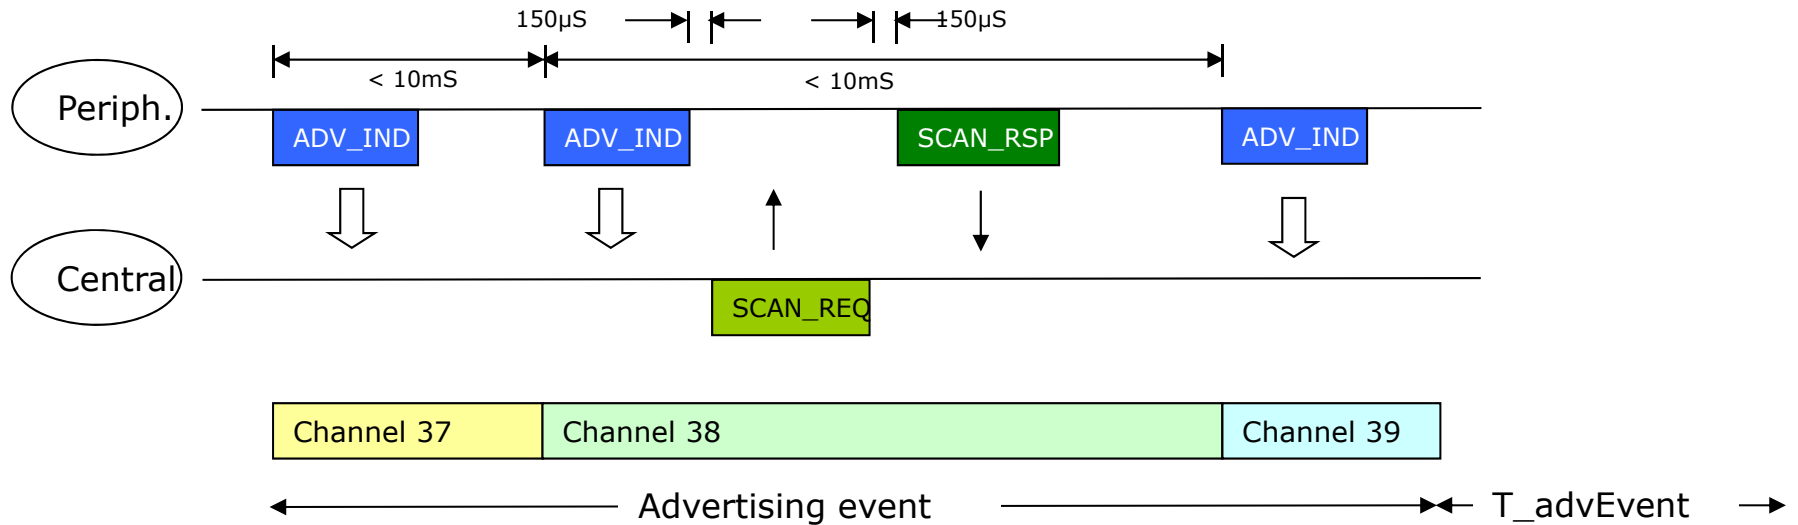 150µS
150µS
< 10mS
< 10mS
Periph.
ADV_IND
ADV_IND
SCAN_RSP
ADV_IND
Central
SCAN_REQ
Channel 37
Channel 38
Channel 39
Advertising event
T_advEvent